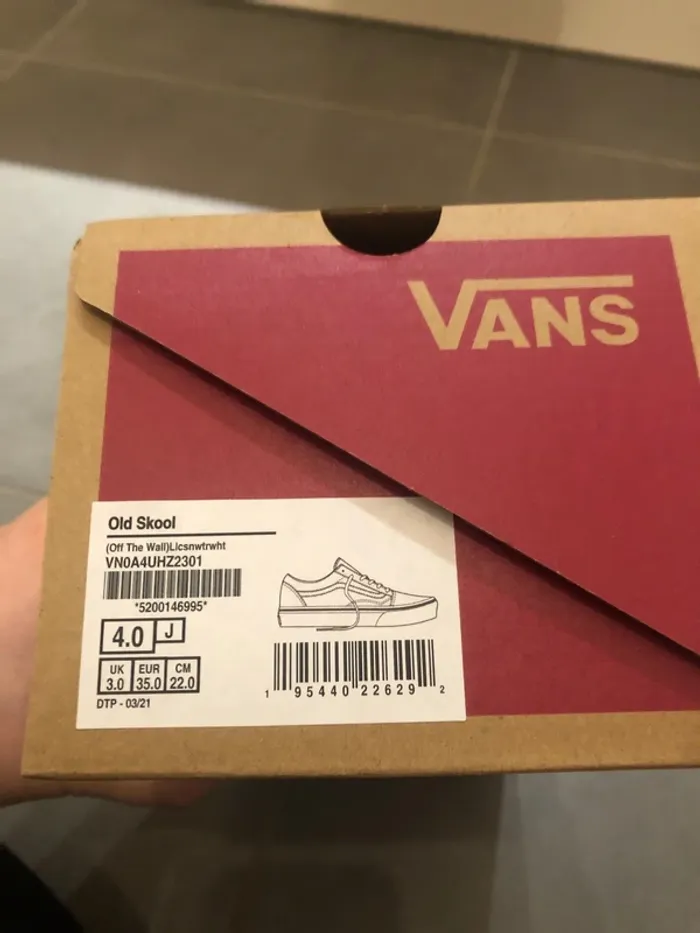 VANS
Old Skool
(Off The Wall)Llcsnwtrwht
VN0A4UHZ2301
*5200146995*
4.0 J
UK EUR CM
3.0 35.0 22.0
DTP - 03/21
1 95440 22629 2